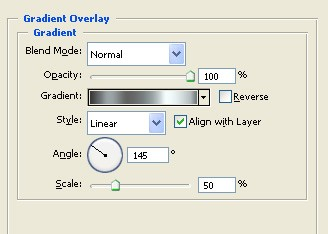 Gradient Overlay
Gradient
Blend Mode: Normal
Opacity: 100 %
Gradient: Reverse
Style: Linear Align with Layer
Angle: 145 °
Scale: 50 %